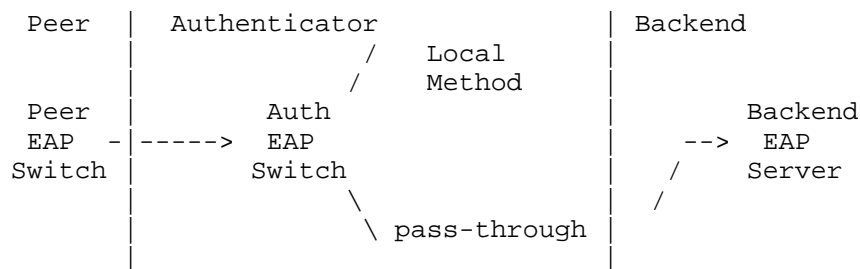 Peer | Authenticator | Backend
| / Local |
| / Method |
Peer | Auth | Backend
EAP -|-----> EAP | --> EAP
Switch | Switch | / Server
| \ | /
| \ pass-through |
| |